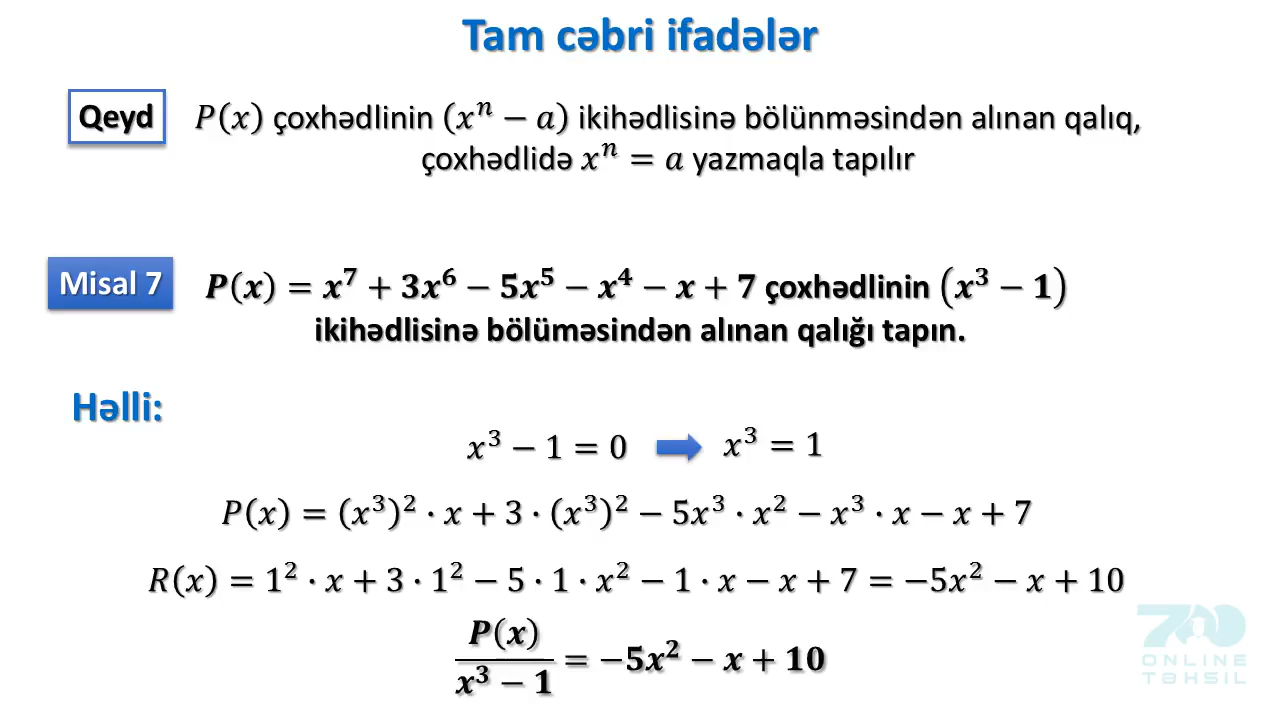 Tam cəbri ifadələr
Qeyd P(x) çoxhədlinin (xⁿ − a) ikihədlisinə bölünməsindən alınan qalıq,
çoxhədlidə xⁿ = a yazmaqla tapılır
Misal 7 P(x) = x⁷ + 3x⁶ − 5x⁵ − x⁴ − x + 7 çoxhədlinin (x³ − 1)
ikihədlisinə bölüməsindən alınan qalığı tapın.
Həlli:
x³ − 1 = 0 ➡ x³ = 1
P(x) = (x³)² · x + 3 · (x³)² − 5x³ · x² − x³ · x − x + 7
R(x) = 1² · x + 3 · 1² − 5 · 1 · x² − 1 · x − x + 7 = −5x² − x + 10
P(x)
x³ − 1
= −5x² − x + 10
700
ONLINE
TƏHSİL